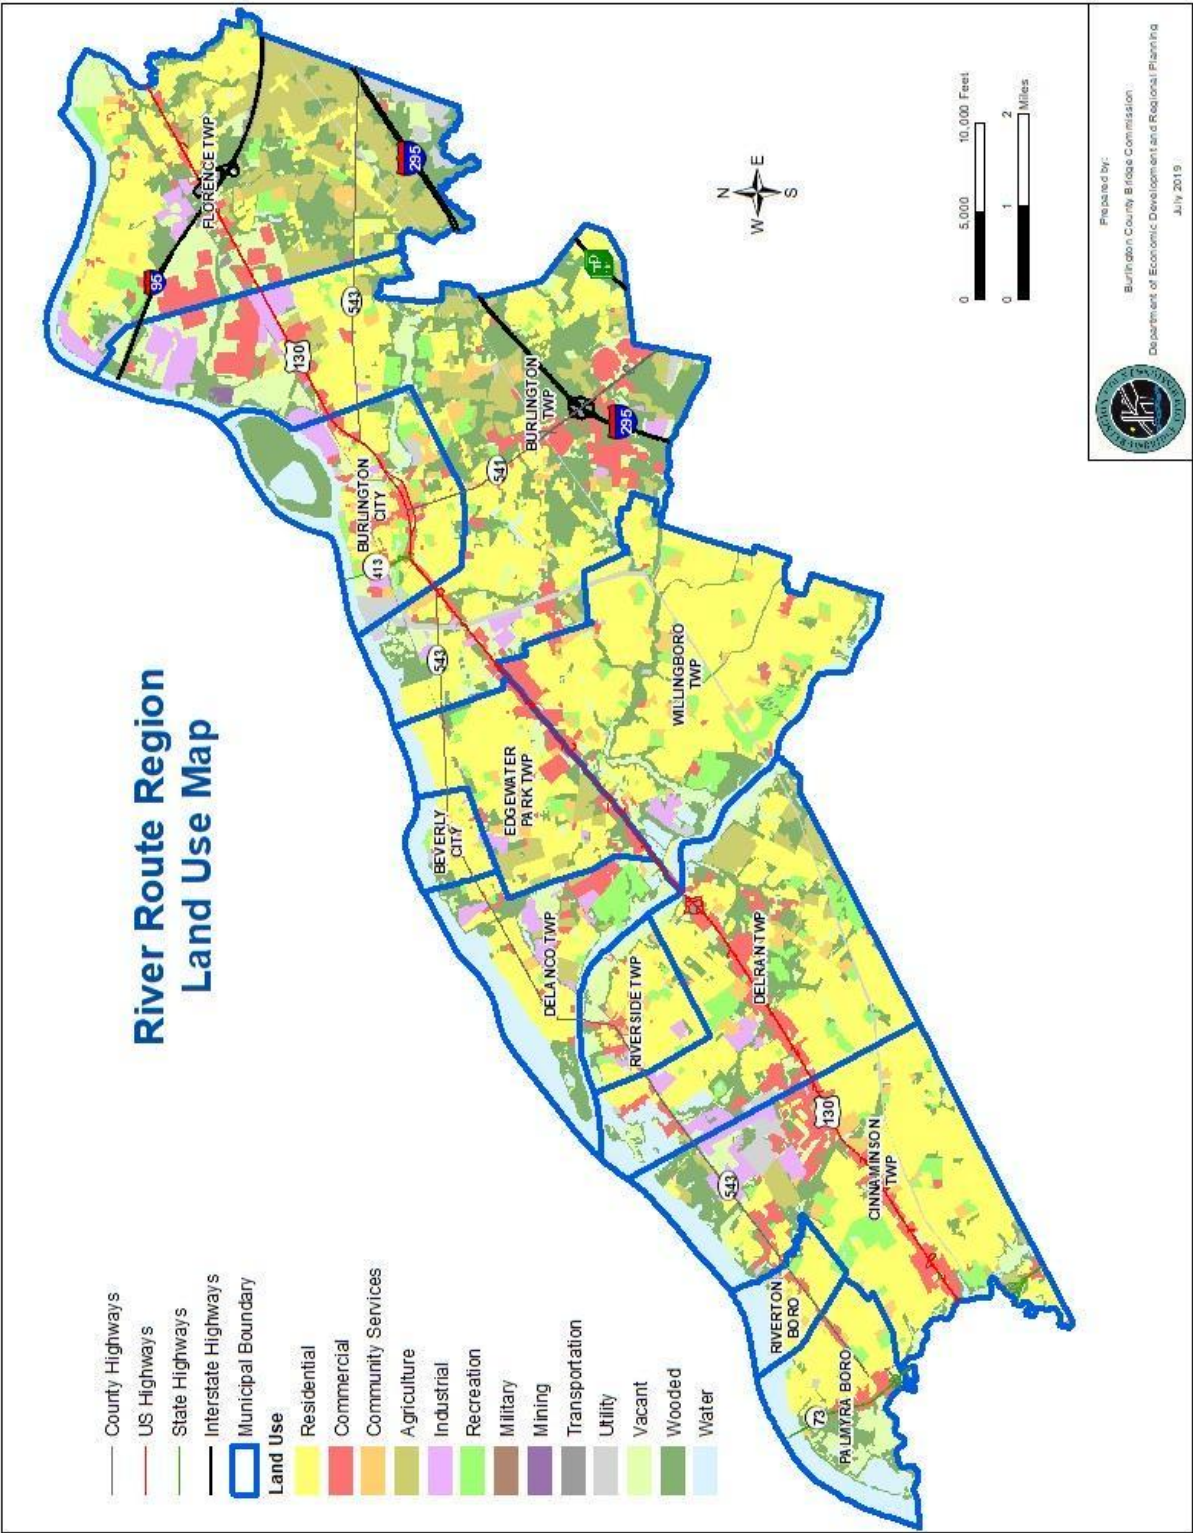 River Route Region
Land Use Map
County Highways
US Highways
State Highways
Interstate Highways
Municipal Boundary
Land Use
Residential
Commercial
Community Services
Agriculture
Industrial
Recreation
Military
Mining
Transportation
Utility
Vacant
Wooded
Water
PALMYRA BORO
73
RIVERTON
BORO
CINNAMINSON
TWP
130
543
RIVERSIDE TWP
DELRAN TWP
DELANCO TWP
BEVERLY
CITY
EDGEWATER
PARK TWP
WILLINGBORO
TWP
543
413
BURLINGTON
CITY
541
BURLINGTON
TWP
295
130
543
95
FLORENCE TWP
295
TP
N
W E
S
0 5,000 10,000 Feet
0 1 2
Miles
Prepared by:
Burlington County Bridge Commission
Department of Economic Development and Regional Planning
July 2019